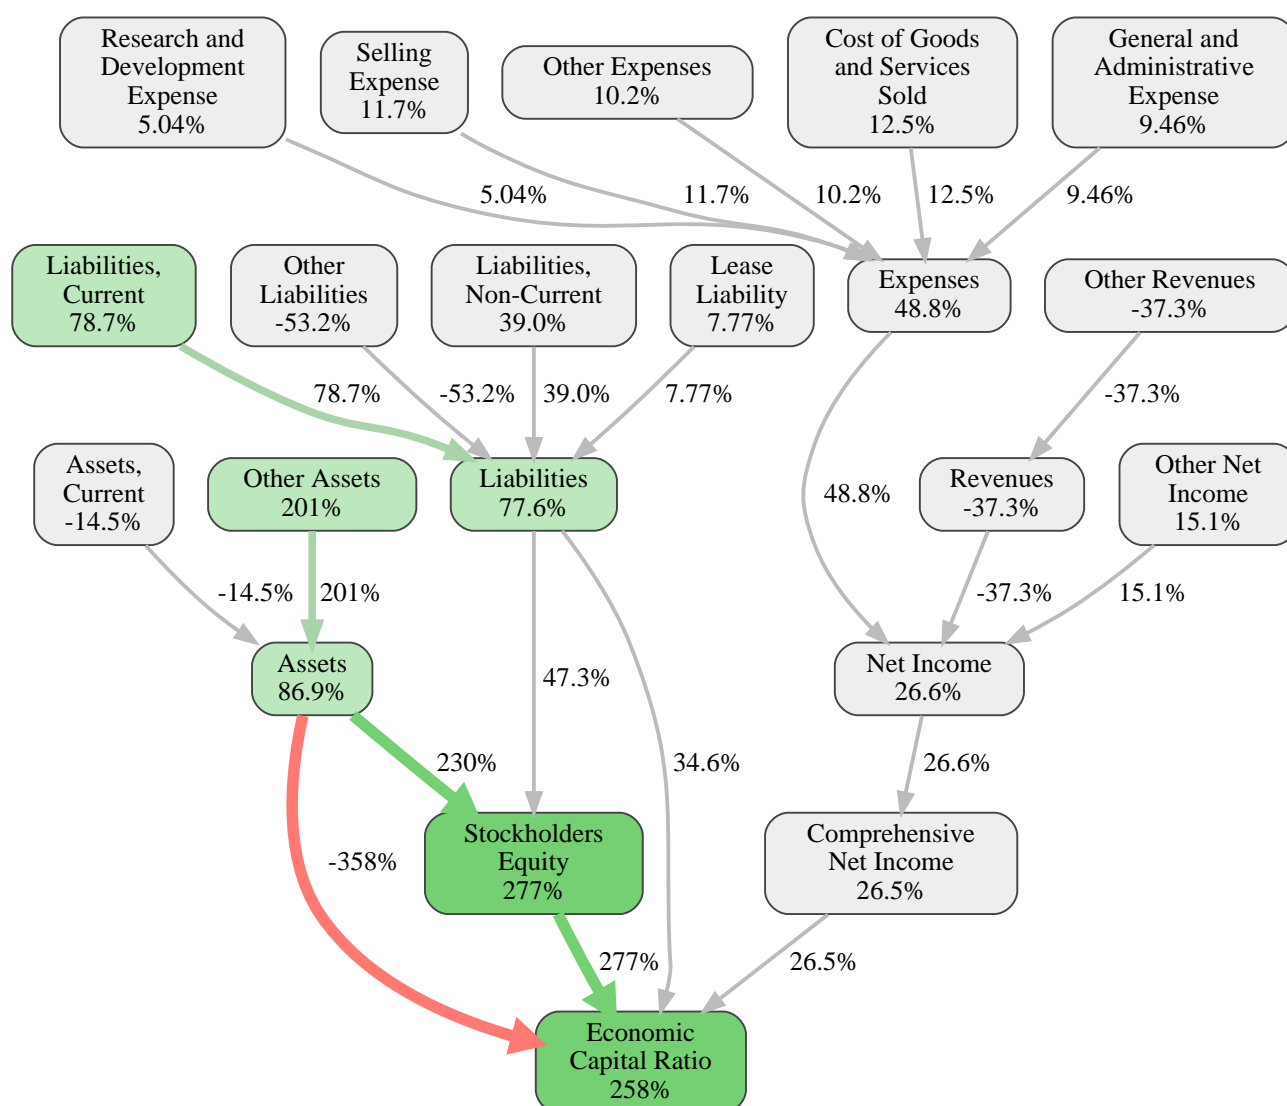 Research and
Development
Expense
5.04%
Selling
Expense
11.7%
Other Expenses
10.2%
Cost of Goods
and Services
Sold
12.5%
General and
Administrative
Expense
9.46%
5.04%
11.7%
10.2%
12.5%
9.46%
Liabilities,
Current
78.7%
Other
Liabilities
-53.2%
Liabilities,
Non-Current
39.0%
Lease
Liability
7.77%
Expenses
48.8%
Other Revenues
-37.3%
78.7%
-53.2%
39.0%
7.77%
-37.3%
Assets,
Current
-14.5%
Other Assets
201%
Liabilities
77.6%
48.8%
Revenues
-37.3%
Other Net
Income
15.1%
-14.5%
201%
-37.3%
15.1%
Assets
86.9%
47.3%
Net Income
26.6%
230%
34.6%
26.6%
-358%
Stockholders
Equity
277%
Comprehensive
Net Income
26.5%
277%
26.5%
Economic
Capital Ratio
258%